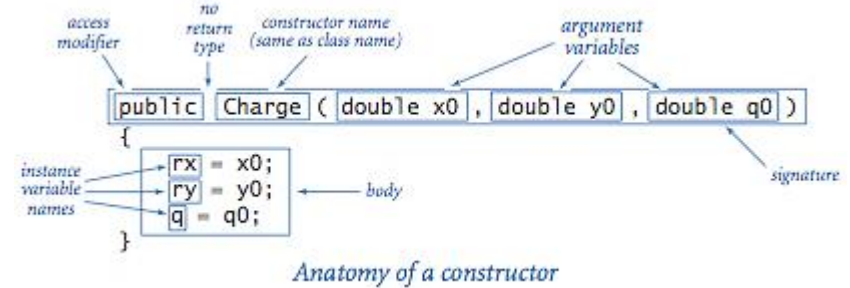 access modifier
no return type
constructor name (same as class name)
argument variables
public Charge ( double x0 , double y0 , double q0 )
{
rx = x0;
ry = y0;
q = q0;
}
instance variable names
body
signature
Anatomy of a constructor